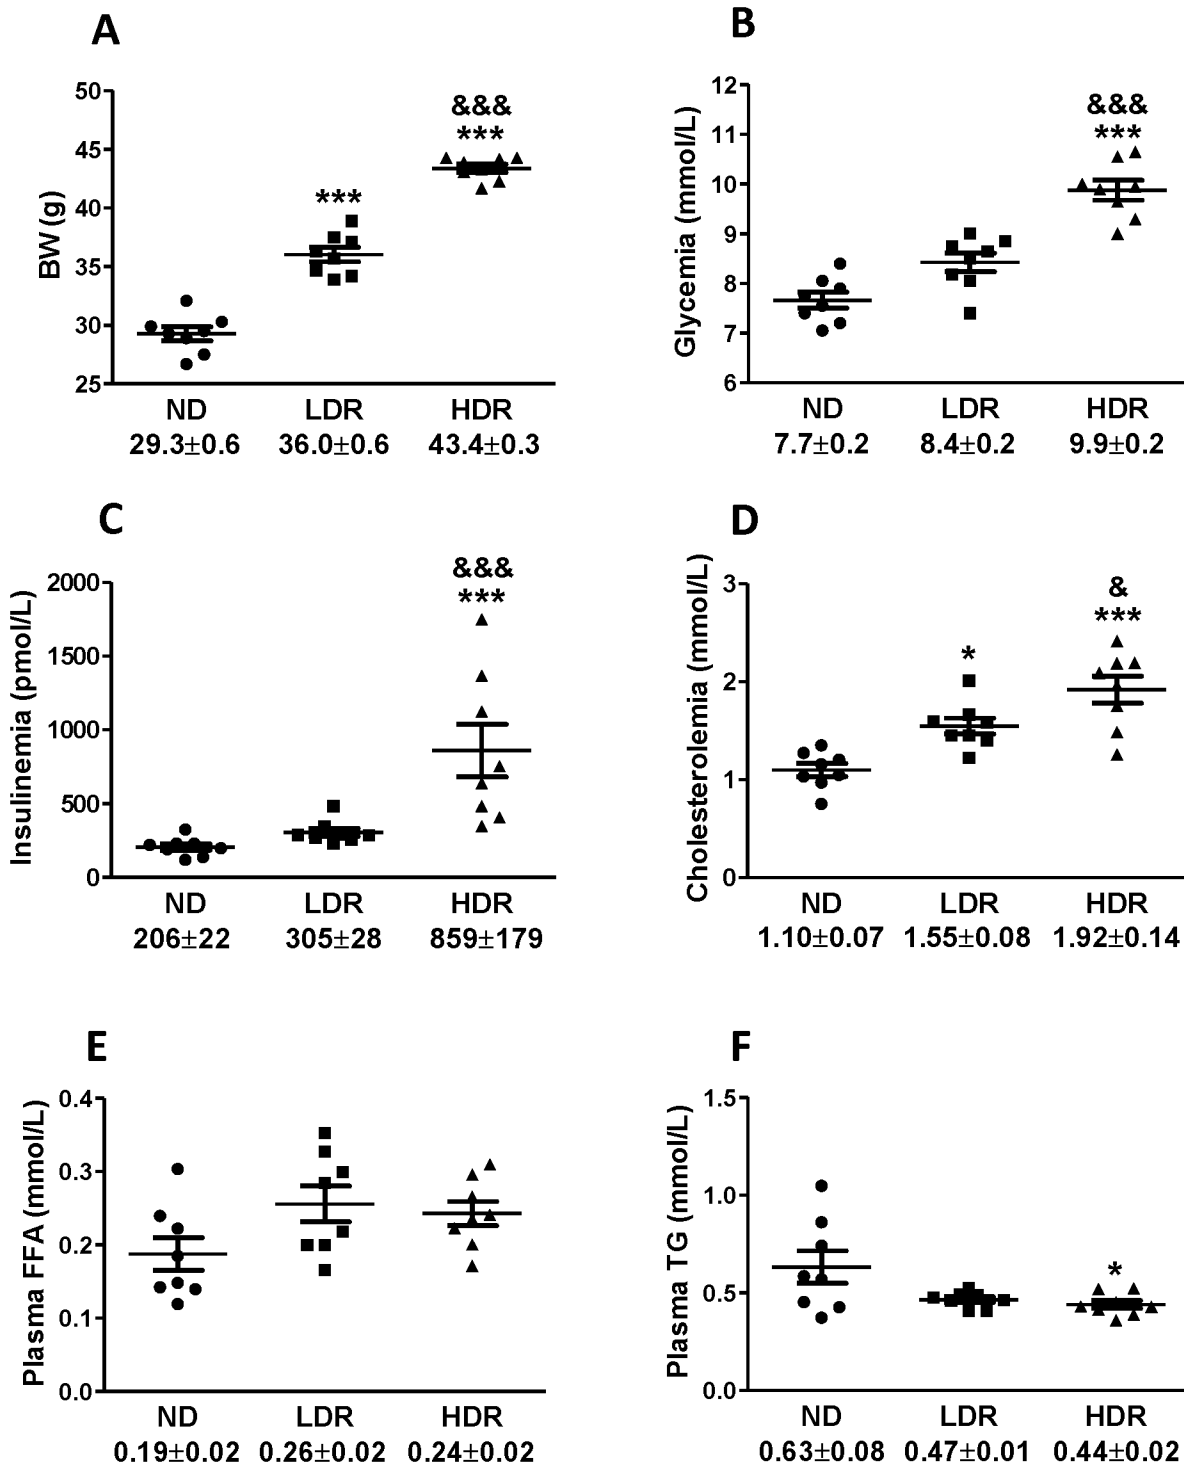 A
BW (g)
50
45
40
35
30
25
***
&&&
***
ND LDR HDR
29.3±0.6 36.0±0.6 43.4±0.3
B
Glycemia (mmol/L)
12
11
10
9
8
7
6
&&&
***
ND LDR HDR
7.7±0.2 8.4±0.2 9.9±0.2
C
Insulinemia (pmol/L)
2000
1500
1000
500
0
&&&
***
ND LDR HDR
206±22 305±28 859±179
D
Cholesterolemia (mmol/L)
3
2
1
0
*
&
***
ND LDR HDR
1.10±0.07 1.55±0.08 1.92±0.14
E
Plasma FFA (mmol/L)
0.4
0.3
0.2
0.1
0.0
ND LDR HDR
0.19±0.02 0.26±0.02 0.24±0.02
F
Plasma TG (mmol/L)
1.5
1.0
0.5
0.0
*
ND LDR HDR
0.63±0.08 0.47±0.01 0.44±0.02